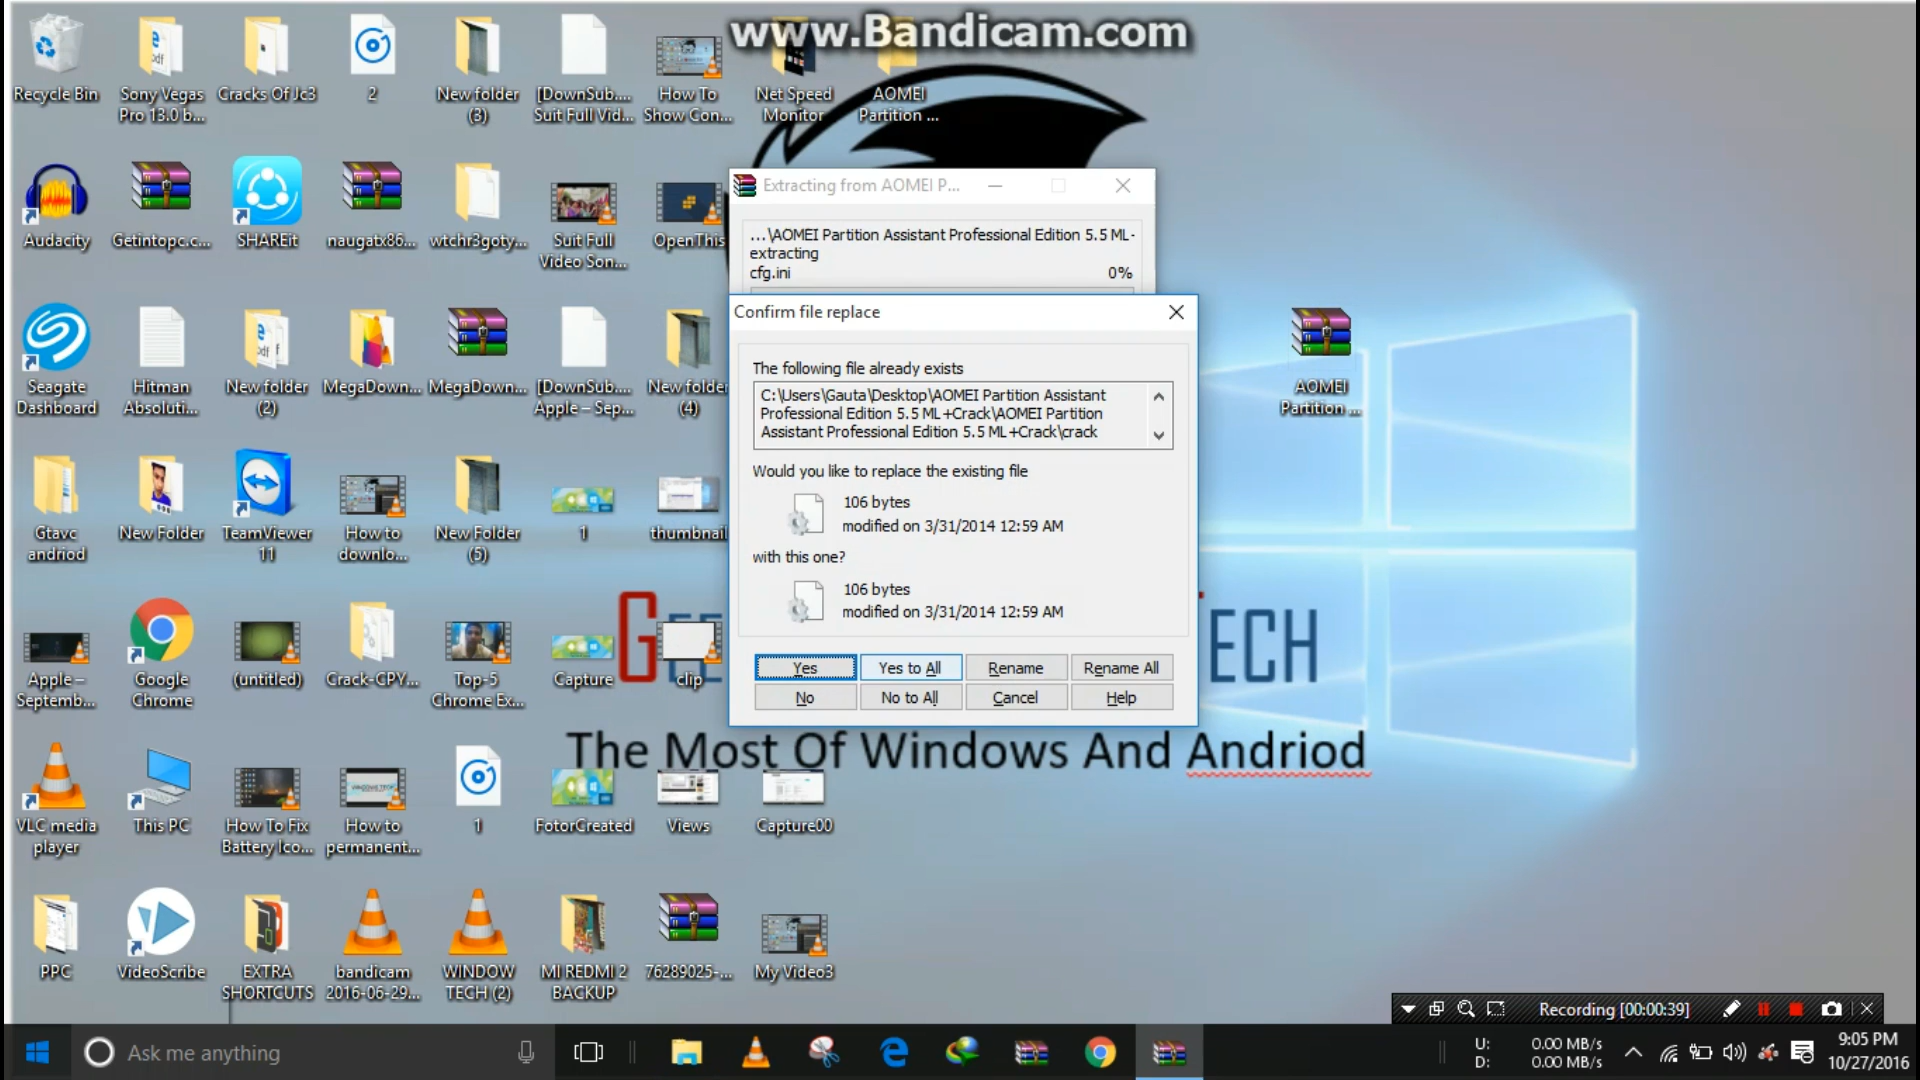 www.Bandicam.com
Recycle Bin
Sony Vegas
Pro 13.0 b...
Cracks Of Jc3
2
New folder
(3)
[DownSub....
Suit Full Vid...
How To
Show Con...
Net Speed
Monitor
AOMEI
Partition ...
Audacity
Getintopc.c...
SHAREit
naugatx86...
wtchr3goty...
Suit Full
Video Son...
OpenThis
Extracting from AOMEI P...
...\AOMEI Partition Assistant Professional Edition 5.5 ML-
extracting
cfg.ini
0%
Confirm file replace
The following file already exists
C:\Users\Gauta\Desktop\AOMEI Partition Assistant
Professional Edition 5.5 ML+Crack\AOMEI Partition
Assistant Professional Edition 5.5 ML+Crack\crack
Would you like to replace the existing file
106 bytes
modified on 3/31/2014 12:59 AM
with this one?
106 bytes
modified on 3/31/2014 12:59 AM
Yes
Yes to All
Rename
Rename All
No
No to All
Cancel
Help
Seagate
Dashboard
Hitman
Absoluti...
New folder
(2)
MegaDown...
MegaDown...
[DownSub....
Apple – Sep...
New folder
(4)
AOMEI
Partition ...
Gtavc
andriod
New Folder
TeamViewer
11
How to
downlo...
New Folder
(5)
1
thumbnail
Apple –
Septemb...
Google
Chrome
(untitled)
Crack-CPY...
Top-5
Chrome Ex...
Capture
clip
ECH
The Most Of Windows And Andriod
VLC media
player
This PC
How To Fix
Battery Ico...
How to
permanent...
1
FotorCreated
Views
Capture00
PPC
VideoScribe
EXTRA
SHORTCUTS
bandicam
2016-06-29...
WINDOW
TECH (2)
MI REDMI 2
BACKUP
76289025-...
My Video3
Recording [00:00:39]
Ask me anything
U: 0.00 MB/s
D: 0.00 MB/s
9:05 PM
10/27/2016